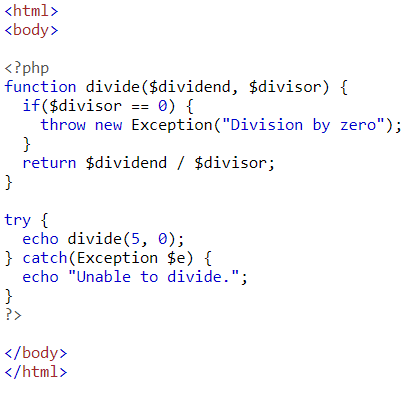 <html>
<body>
<?php
function divide($dividend, $divisor) {
  if($divisor == 0) {
    throw new Exception("Division by zero");
  }
  return $dividend / $divisor;
}
try {
  echo divide(5, 0);
} catch(Exception $e) {
  echo "Unable to divide.";
}
?>
</body>
</html>